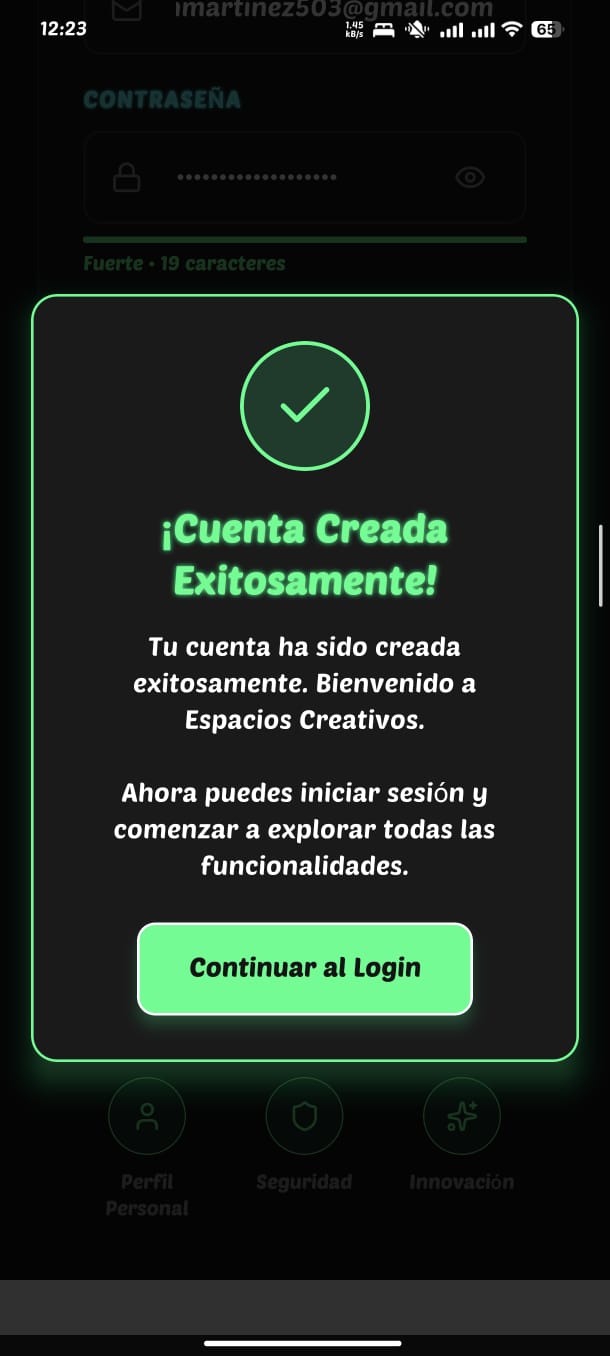 imartinez503@gmail.com
12:23
1.45
kB/s
65
CONTRASEÑA
•••••••••••••••••••
Fuerte • 19 caracteres
¡Cuenta Creada
Exitosamente!
Tu cuenta ha sido creada
exitosamente. Bienvenido a
Espacios Creativos.
Ahora puedes iniciar sesión y
comenzar a explorar todas las
funcionalidades.
Continuar al Login
Perfil
Personal
Seguridad
Innovación